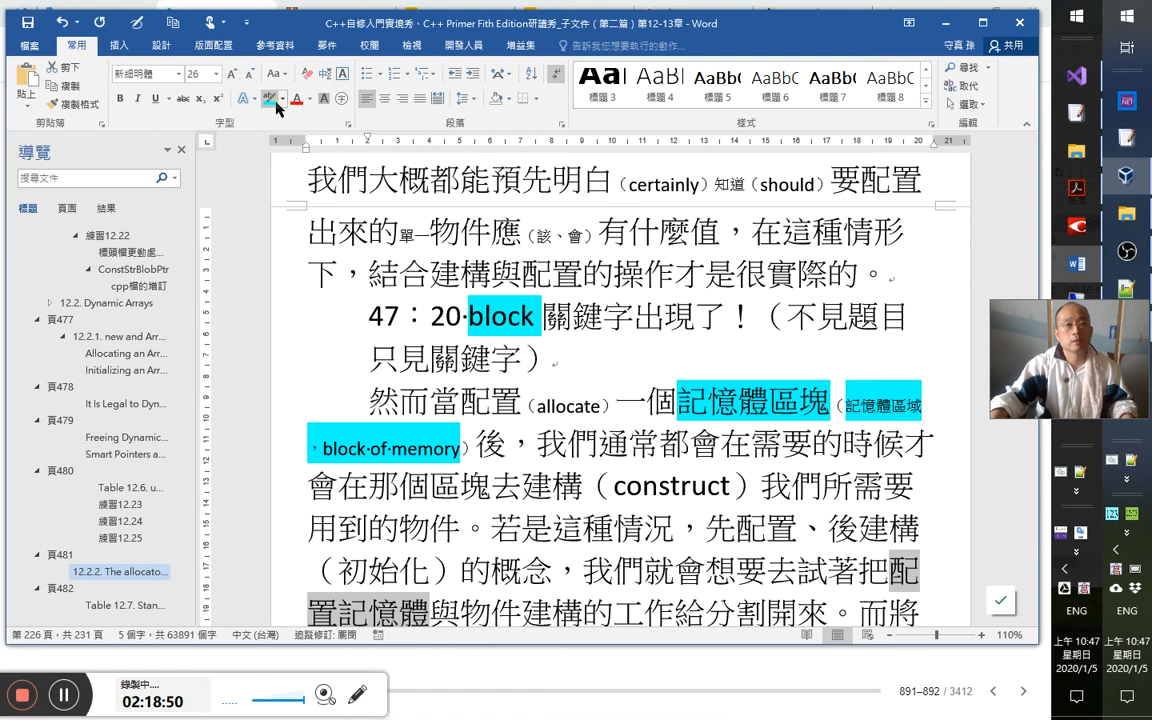 C++自修入門實境秀、C++ Primer Fith Edition研讀秀_子文件（第二篇）第12-13章 - Word
檔案 常用 插入 設計 版面配置 參考資料 郵件 校閱 檢視 開發人員 增益集 告訴我您想要執行的動作... 守真 孫 共用
貼上
剪下
複製
複製格式
新細明體 26
剪貼簿 字型 段落 樣式 編輯
標題 3 標題 4 標題 5 標題 6 標題 7 標題 8
尋找
取代
選取
導覽
搜尋文件
標題 頁面 結果
練習12.22
橋頭檔更動處...
ConstStrBlobPtr
cpp檔的增訂
12.2. Dynamic Arrays
頁477
12.2.1. new and Arr...
Allocating an Arr...
Initializing an Arr...
頁478
It Is Legal to Dyn...
頁479
Freeing Dynamic...
Smart Pointers a...
頁480
Table 12.6. u...
練習12.23
練習12.24
練習12.25
頁481
12.2.2. The allocato...
頁482
Table 12.7. Stan...
我們大概都能預先明白（certainly）知道（should）要配置
出來的單一物件應（該、會）有什麼值，在這種情形
下，結合建構與配置的操作才是很實際的。
47：20·block 關鍵字出現了！（不見題目
只見關鍵字）
然而當配置（allocate）一個記憶體區塊（記憶體區域
，block·of·memory）後，我們通常都會在需要的時候才
會在那個區塊去建構（construct）我們所需要
用到的物件。若是這種情況，先配置、後建構
（初始化）的概念，我們就會想要去試著把配
置記憶體與物件建構的工作給分割開來。而將
第 226 頁，共 231 頁 5 個字，共 63891 個字 中文 (台灣) 追蹤修訂: 關閉 110%
錄製中....
02:18:50
891–892 / 3412
ENG
上午 10:47
星期日
2020/1/5
ENG
上午 10:47
星期日
2020/1/5